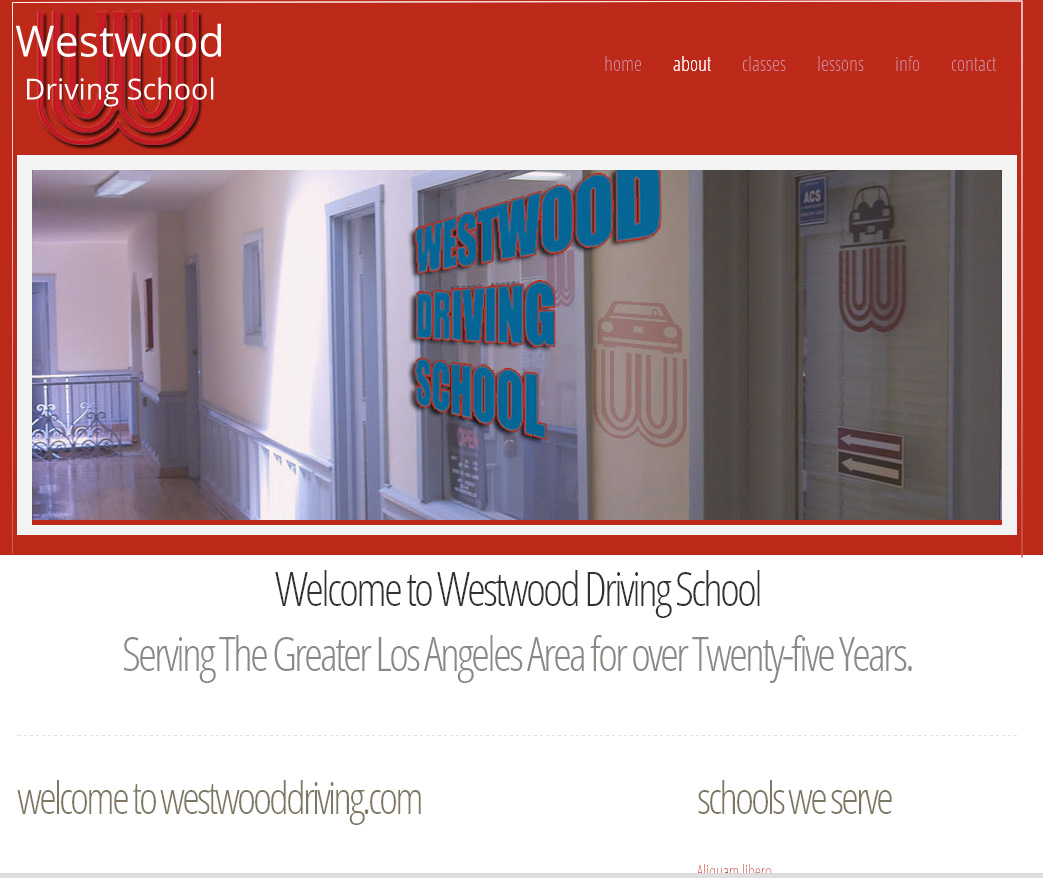 Westwood
Driving School
home about classes lessons info contact
WESTWOOD
DRIVING
SCHOOL
ACS
OPEN
Welcome to Westwood Driving School
Serving The Greater Los Angeles Area for over Twenty-five Years.
welcome to westwooddriving.com
schools we serve
Aliquam libero